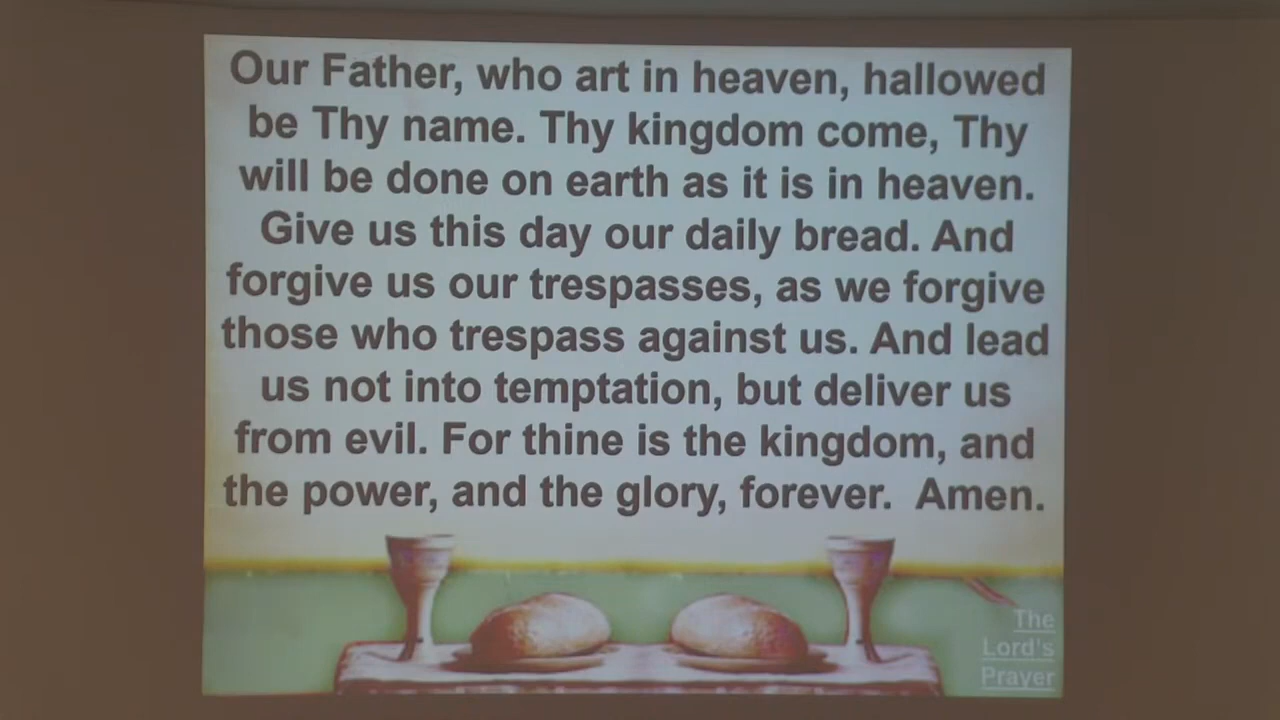 Our Father, who art in heaven, hallowed
be Thy name. Thy kingdom come, Thy
will be done on earth as it is in heaven.
Give us this day our daily bread. And
forgive us our trespasses, as we forgive
those who trespass against us. And lead
us not into temptation, but deliver us
from evil. For thine is the kingdom, and
the power, and the glory, forever. Amen.
The
Lord's
Prayer